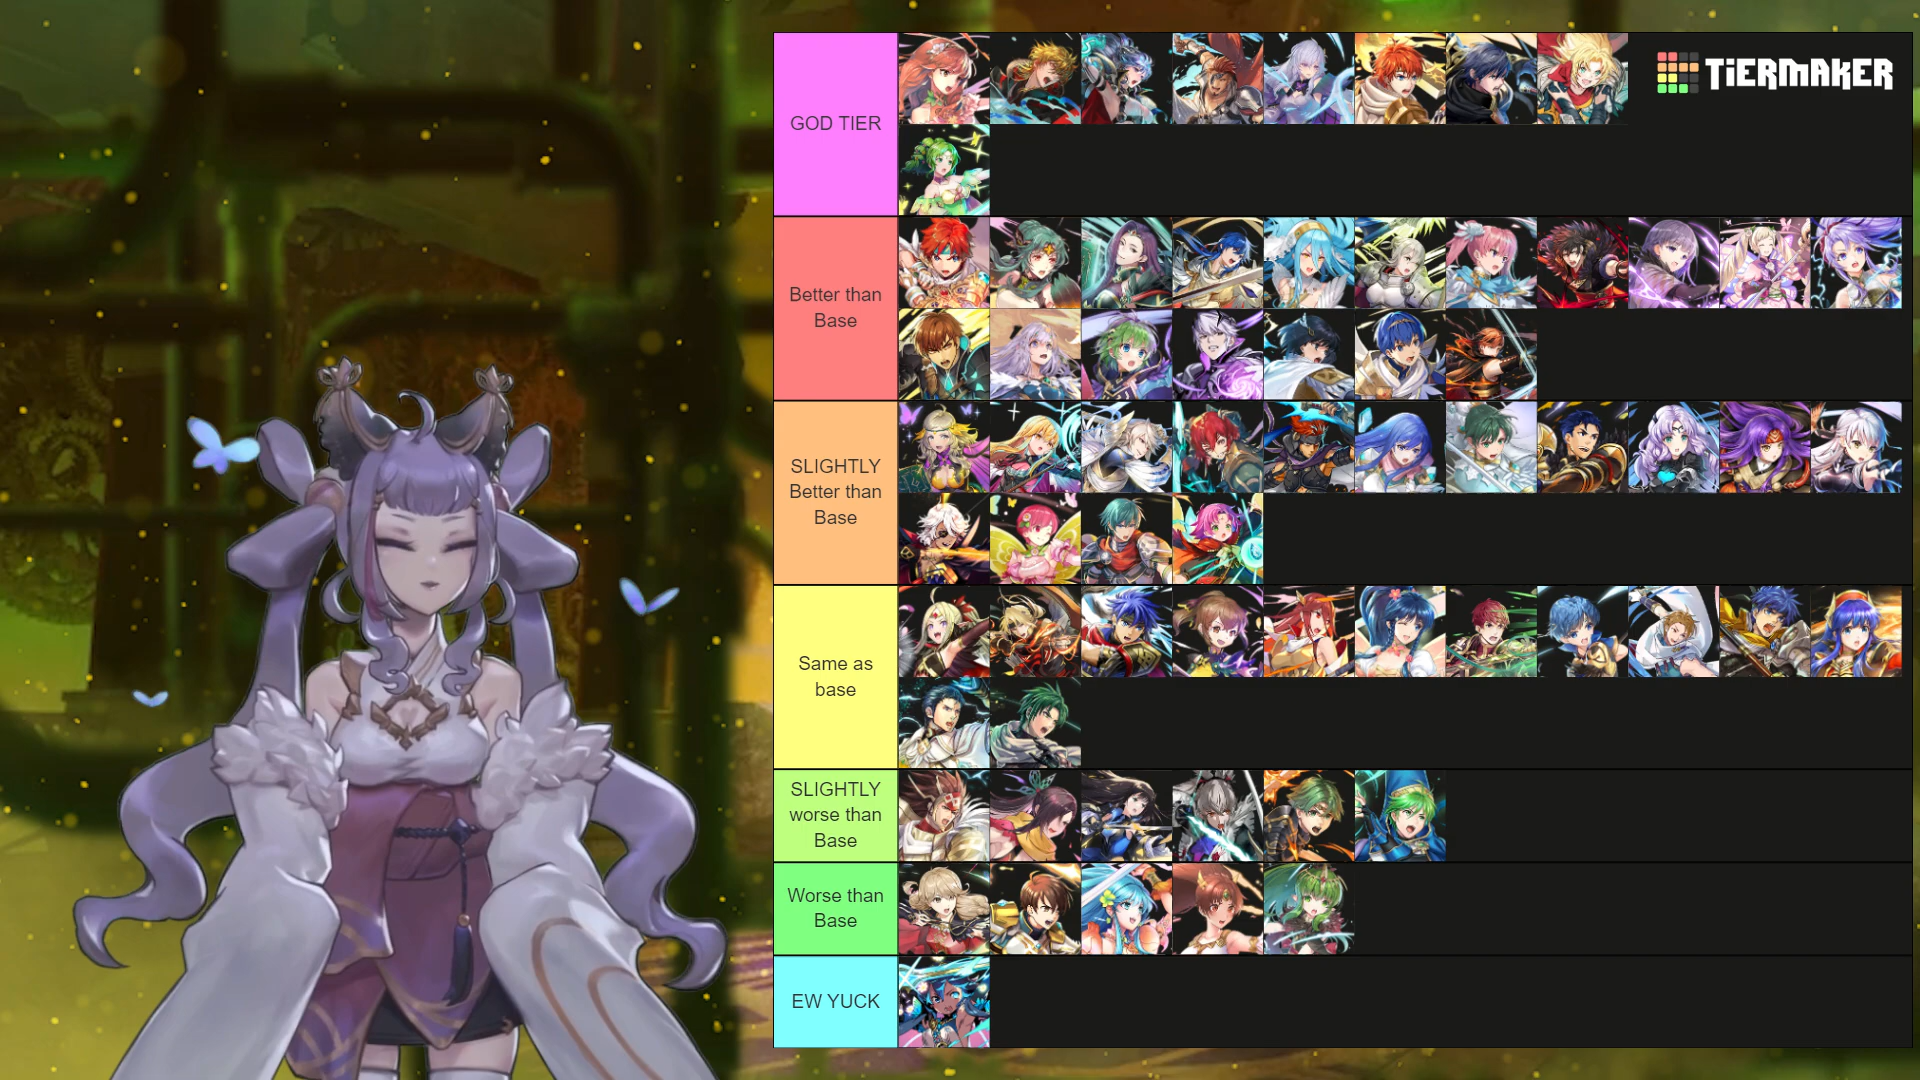 TiERMAKER
GOD TIER
Better than
Base
SLIGHTLY
Better than
Base
Same as
base
SLIGHTLY
worse than
Base
Worse than
Base
EW YUCK